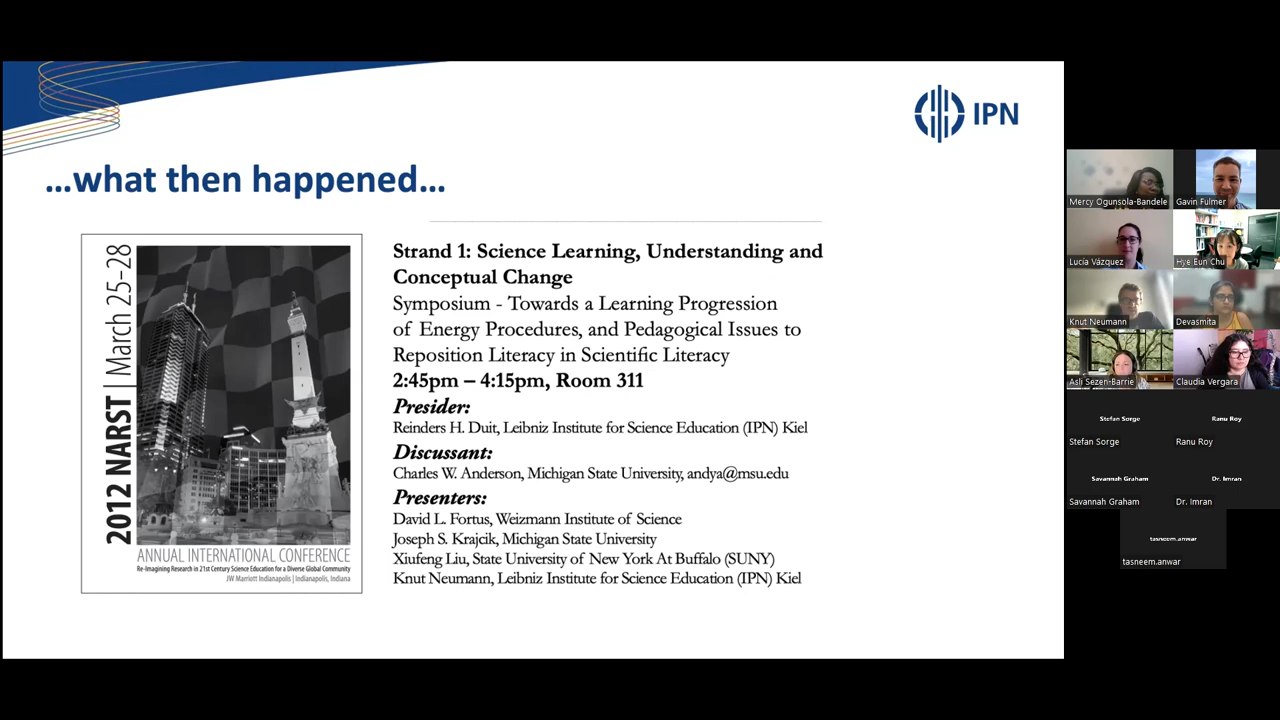 IPN
…what then happened…
2012 NARST | March 25-28
ANNUAL INTERNATIONAL CONFERENCE
Re-Imagining Research in 21st Century Science Education for a Diverse Global Community
JW Marriott Indianapolis | Indianapolis, Indiana
Strand 1: Science Learning, Understanding and
Conceptual Change
Symposium - Towards a Learning Progression
of Energy Procedures, and Pedagogical Issues to
Reposition Literacy in Scientific Literacy
2:45pm – 4:15pm, Room 311
Presider:
Reinders H. Duit, Leibniz Institute for Science Education (IPN) Kiel
Discussant:
Charles W. Anderson, Michigan State University, andya@msu.edu
Presenters:
David L. Fortus, Weizmann Institute of Science
Joseph S. Krajcik, Michigan State University
Xiufeng Liu, State University of New York At Buffalo (SUNY)
Knut Neumann, Leibniz Institute for Science Education (IPN) Kiel
Mercy Ogunsola-Bandele
Gavin Fulmer
Lucía Vázquez
Hye Eun Chu
Knut Neumann
Devasmita
Asli Sezen-Barrie
Claudia Vergara
Stefan Sorge
Ranu Roy
Stefan Sorge
Ranu Roy
Savannah Graham
Dr. Imran
Savannah Graham
Dr. Imran
tasneem.anwar
tasneem.anwar